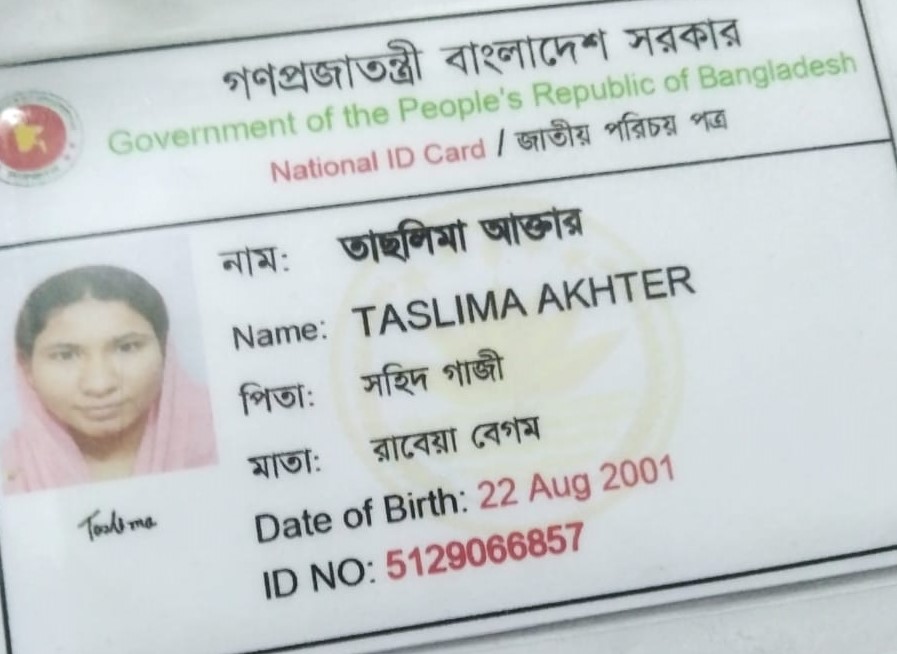 গণপ্রজাতন্ত্রী বাংলাদেশ সরকার
Government of the People's Republic of Bangladesh
National ID Card / জাতীয় পরিচয় পত্র
নাম: তাছলিমা আক্তার
Name: TASLIMA AKHTER
পিতা: সহিদ গাজী
মাতা: রাবেয়া বেগম
Date of Birth: 22 Aug 2001
ID NO: 5129066857
Taslima